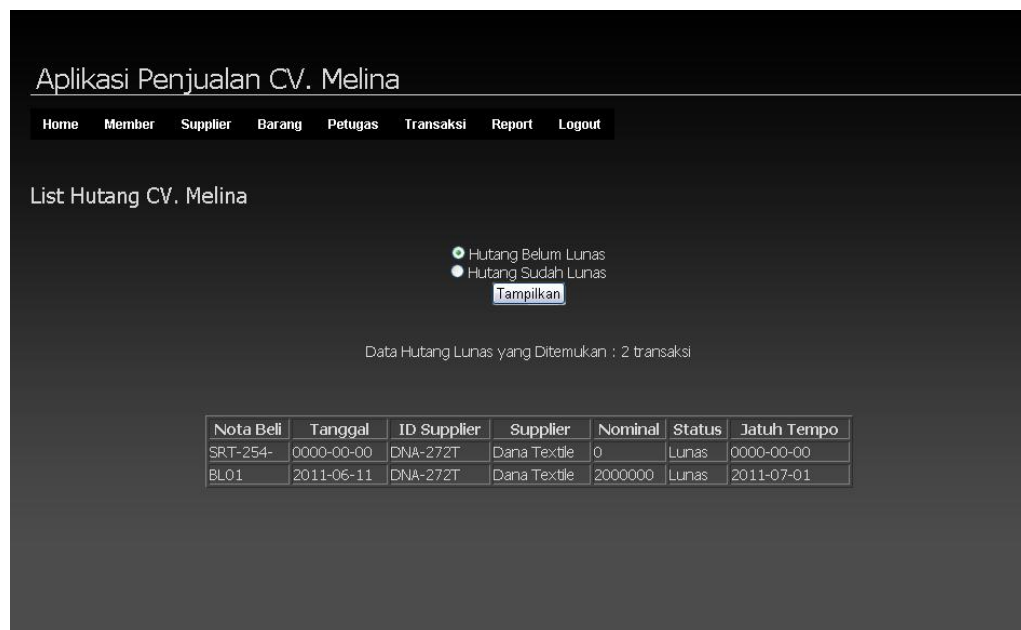 Aplikasi Penjualan CV. Melina
Home Member Supplier Barang Petugas Transaksi Report Logout
List Hutang CV. Melina
Hutang Belum Lunas
Hutang Sudah Lunas
Tampilkan
Data Hutang Lunas yang Ditemukan : 2 transaksi
Nota Beli Tanggal ID Supplier Supplier Nominal Status Jatuh Tempo
SRT-254- 0000-00-00 DNA-272T Dana Textile 0 Lunas 0000-00-00
BL01 2011-06-11 DNA-272T Dana Textile 2000000 Lunas 2011-07-01